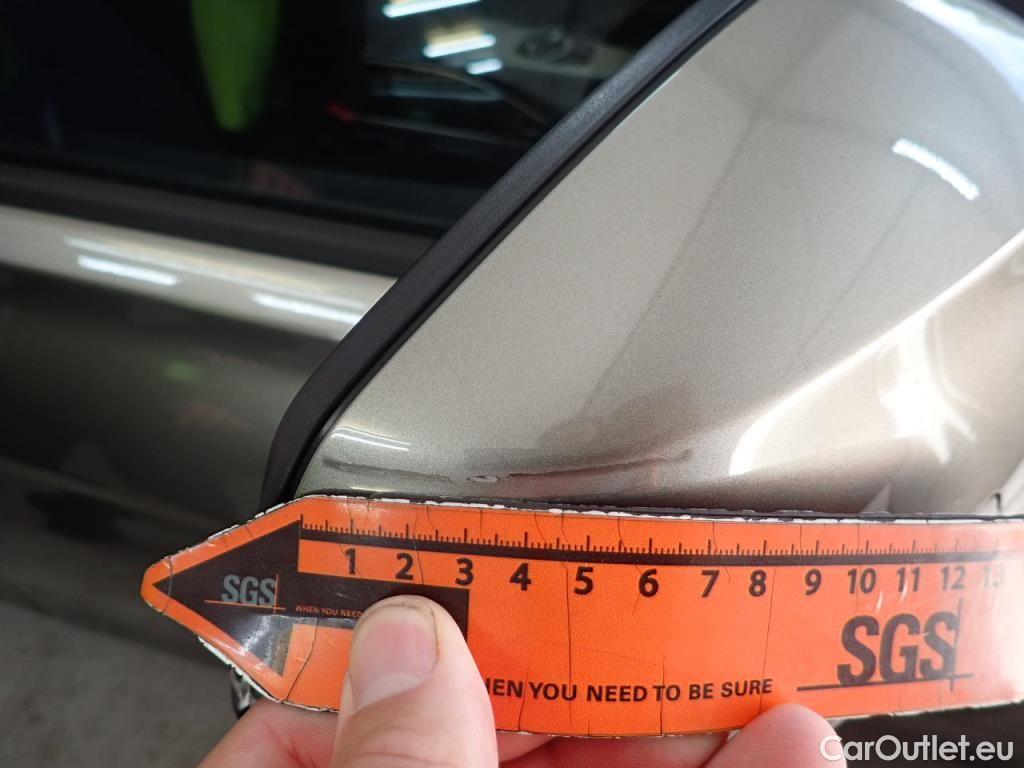 1 2 3 4 5 6 7 8 9 10 11 12 13
SGS
WHEN YOU NEED
SGS
HEN YOU NEED TO BE SURE
CarOutlet.eu